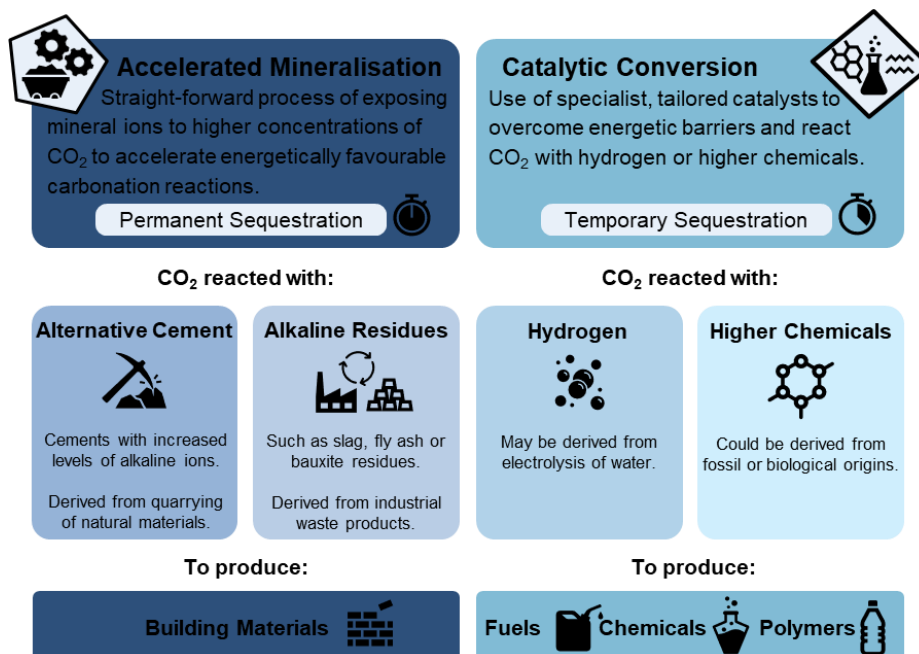 Accelerated Mineralisation
Straight-forward process of exposing
mineral ions to higher concentrations of
CO₂ to accelerate energetically favourable
carbonation reactions.
Permanent Sequestration
Catalytic Conversion
Use of specialist, tailored catalysts to
overcome energetic barriers and react
CO₂ with hydrogen or higher chemicals.
Temporary Sequestration
CO₂ reacted with:
CO₂ reacted with:
Alternative Cement
Cements with increased
levels of alkaline ions.
Derived from quarrying
of natural materials.
Alkaline Residues
Such as slag, fly ash or
bauxite residues.
Derived from industrial
waste products.
Hydrogen
May be derived from
electrolysis of water.
Higher Chemicals
Could be derived from
fossil or biological origins.
To produce:
To produce:
Building Materials
Fuels
Chemicals
Polymers